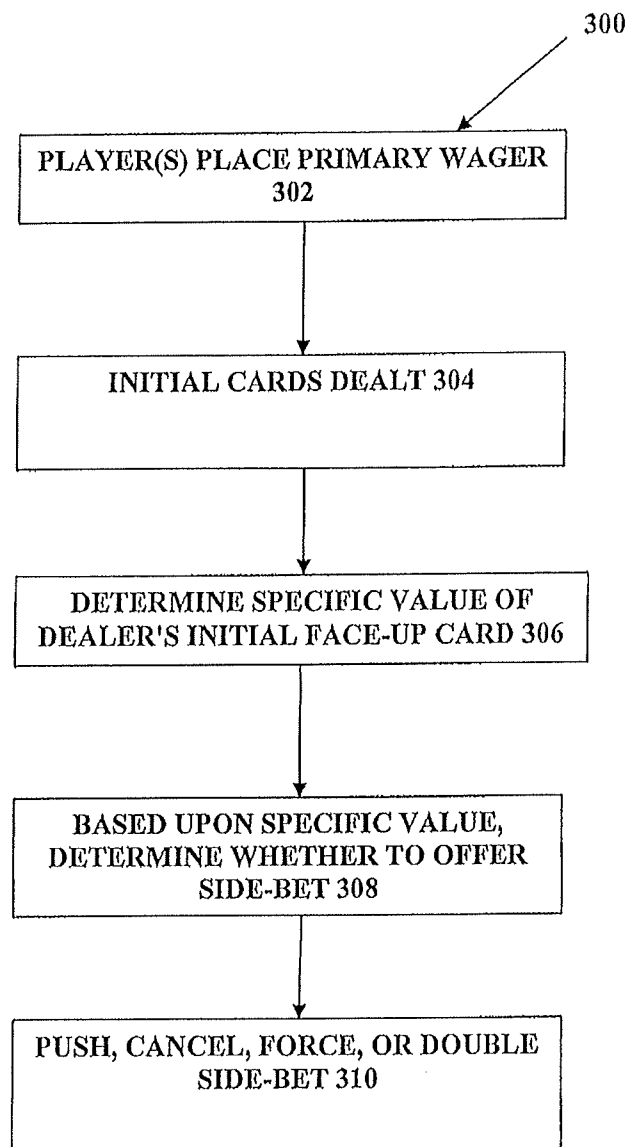 300
PLAYER(S) PLACE PRIMARY WAGER
302
INITIAL CARDS DEALT 304
DETERMINE SPECIFIC VALUE OF
DEALER'S INITIAL FACE-UP CARD 306
BASED UPON SPECIFIC VALUE,
DETERMINE WHETHER TO OFFER
SIDE-BET 308
PUSH, CANCEL, FORCE, OR DOUBLE
SIDE-BET 310